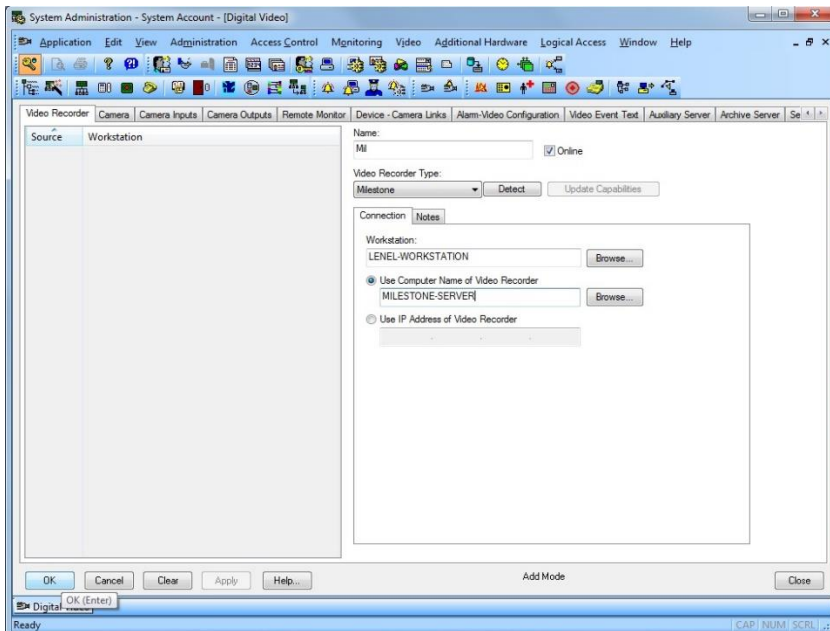 System Administration - System Account - [Digital Video]
Application Edit View Administration Access Control Monitoring Video Additional Hardware Logical Access Window Help
Video Recorder Camera Camera Inputs Camera Outputs Remote Monitor Device - Camera Links Alarm-Video Configuration Video Event Text Auxiliary Server Archive Server Se
Source Workstation
Name:
Mil
Online
Video Recorder Type:
Milestone Detect Update Capabilities
Connection Notes
Workstation:
LENEL-WORKSTATION Browse...
Use Computer Name of Video Recorder
MILESTONE-SERVER Browse...
Use IP Address of Video Recorder
OK Cancel Clear Apply Help... Add Mode Close
OK (Enter)
Digital
Ready CAP NUM SCRL